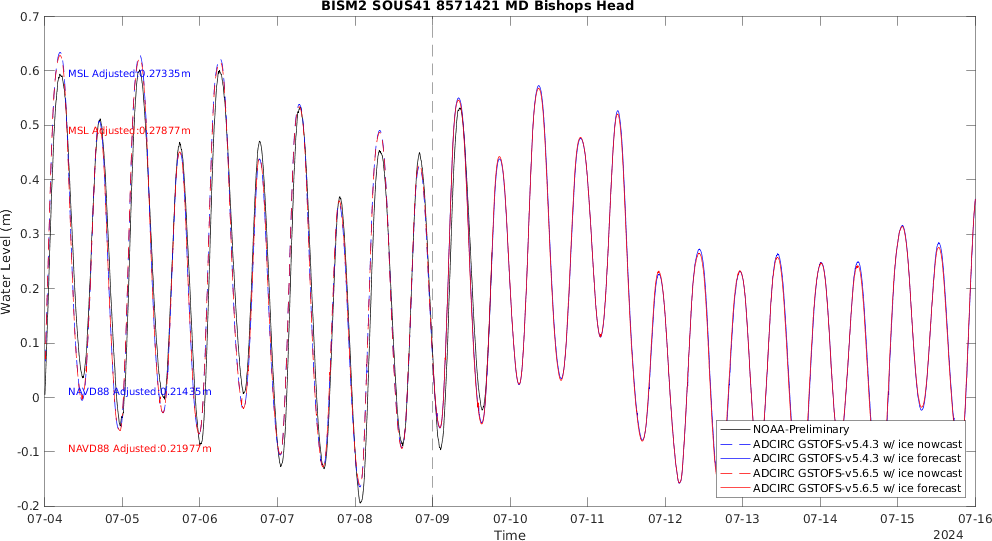 BISM2 SOUS41 8571421 MD Bishops Head
Water Level (m)
0.7
0.6
0.5
0.4
0.3
0.2
0.1
0
-0.1
-0.2
MSL Adjusted:0.27335m
MSL Adjusted:0.27877m
NAVD88 Adjusted:0.21435m
NAVD88 Adjusted:0.21977m
NOAA-Preliminary
ADCIRC GSTOFS-v5.4.3 w/ ice nowcast
ADCIRC GSTOFS-v5.4.3 w/ ice forecast
ADCIRC GSTOFS-v5.6.5 w/ ice nowcast
ADCIRC GSTOFS-v5.6.5 w/ ice forecast
07-04 07-05 07-06 07-07 07-08 07-09 07-10 07-11 07-12 07-13 07-14 07-15 07-16
Time
2024